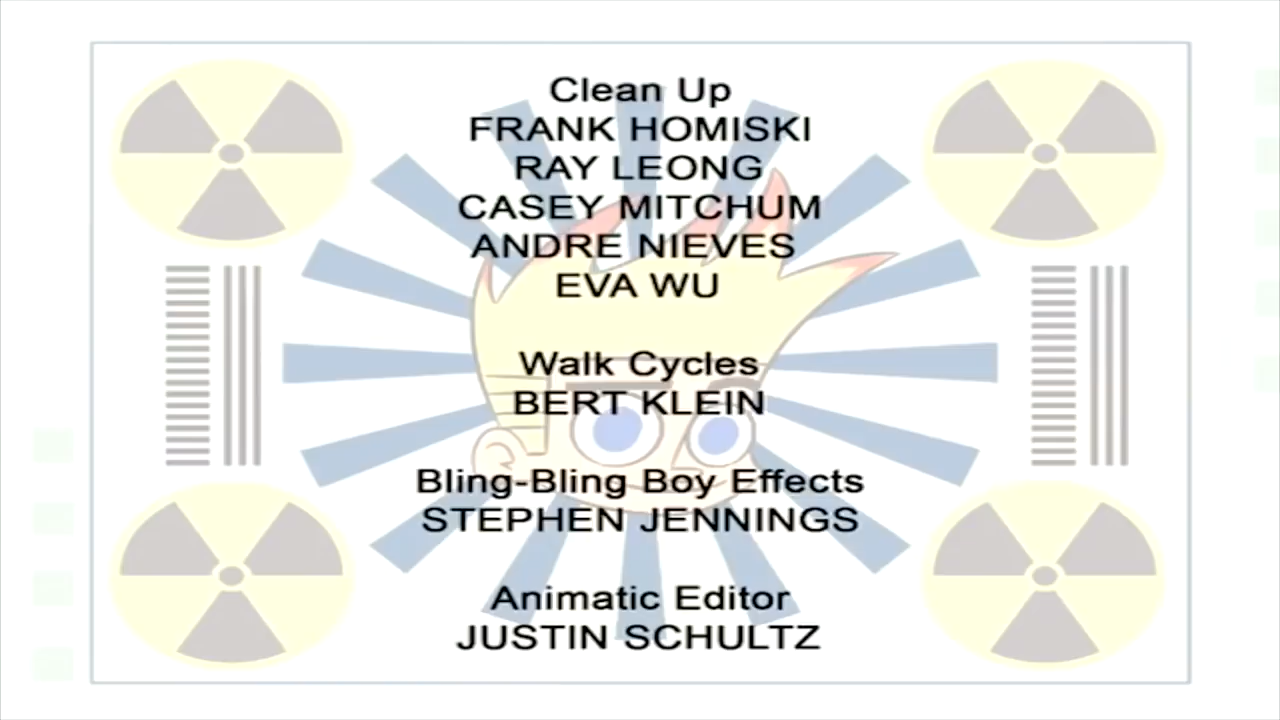 Clean Up
FRANK HOMISKI
RAY LEONG
CASEY MITCHUM
ANDRE NIEVES
EVA WU
Walk Cycles
BERT KLEIN
Bling-Bling Boy Effects
STEPHEN JENNINGS
Animatic Editor
JUSTIN SCHULTZ